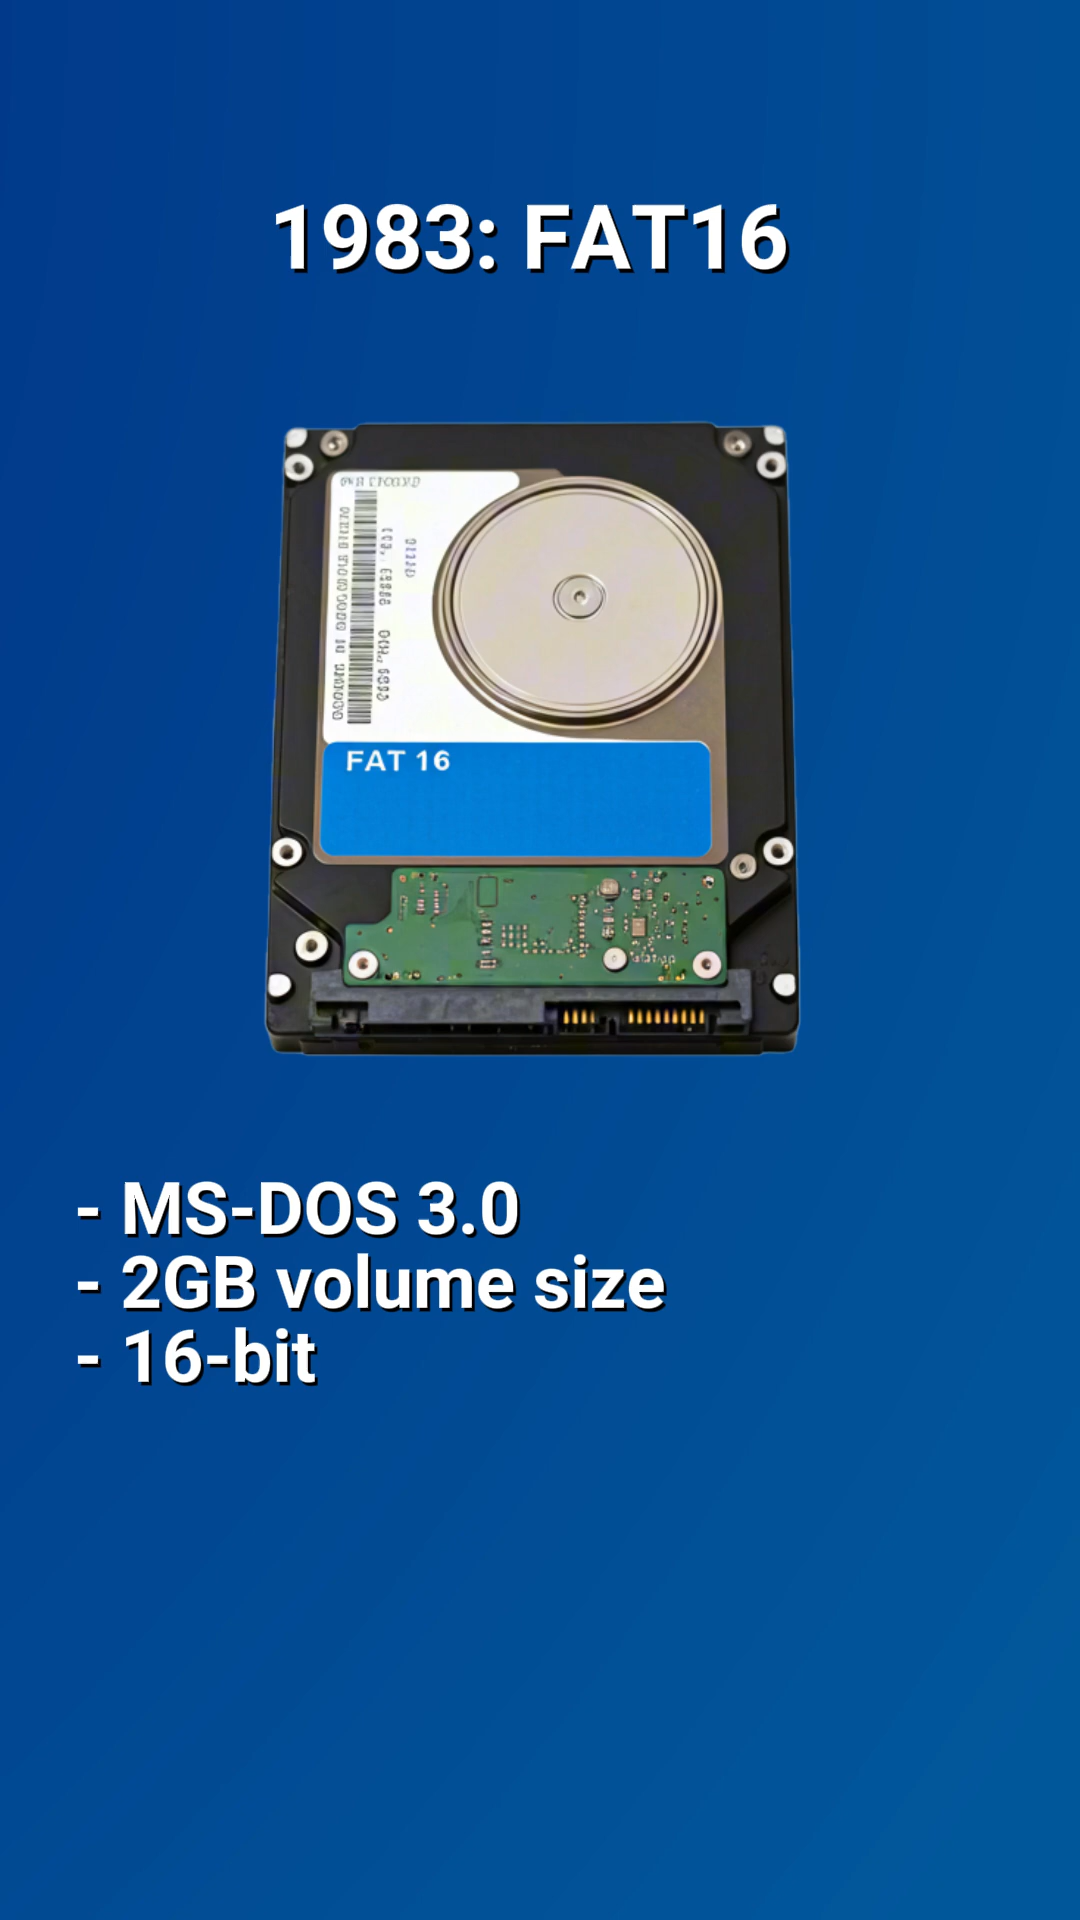 1983: FAT16
FAT 16
- MS-DOS 3.0
- 2GB volume size
- 16-bit